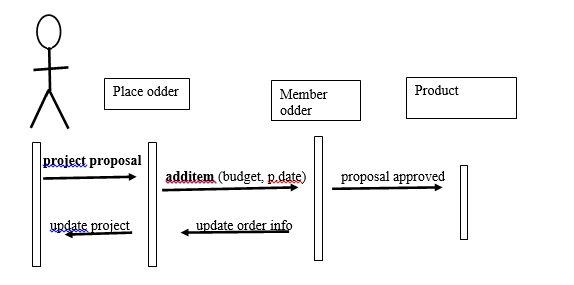 Place odder
Member
odder
Product
project proposal
additem (budget, p.date)
proposal approved
update project
update order info